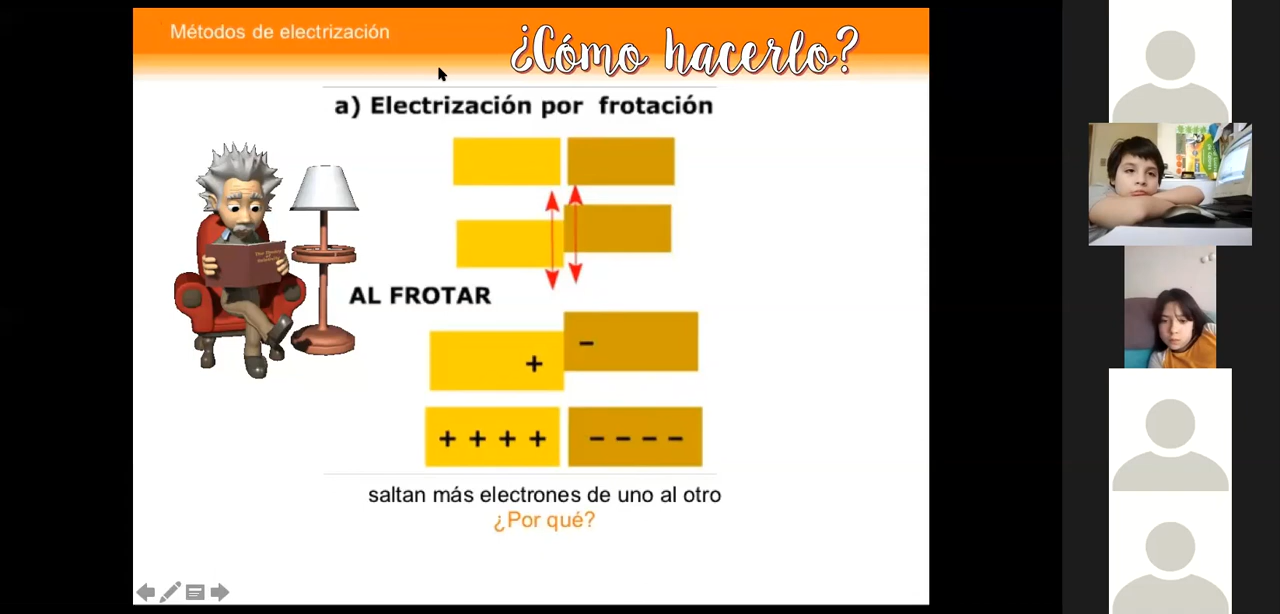 Métodos de electrización
¿Cómo hacerlo?
a) Electrización por frotación
AL FROTAR
+
−
+ + + +
− − − −
saltan más electrones de uno al otro
¿Por qué?